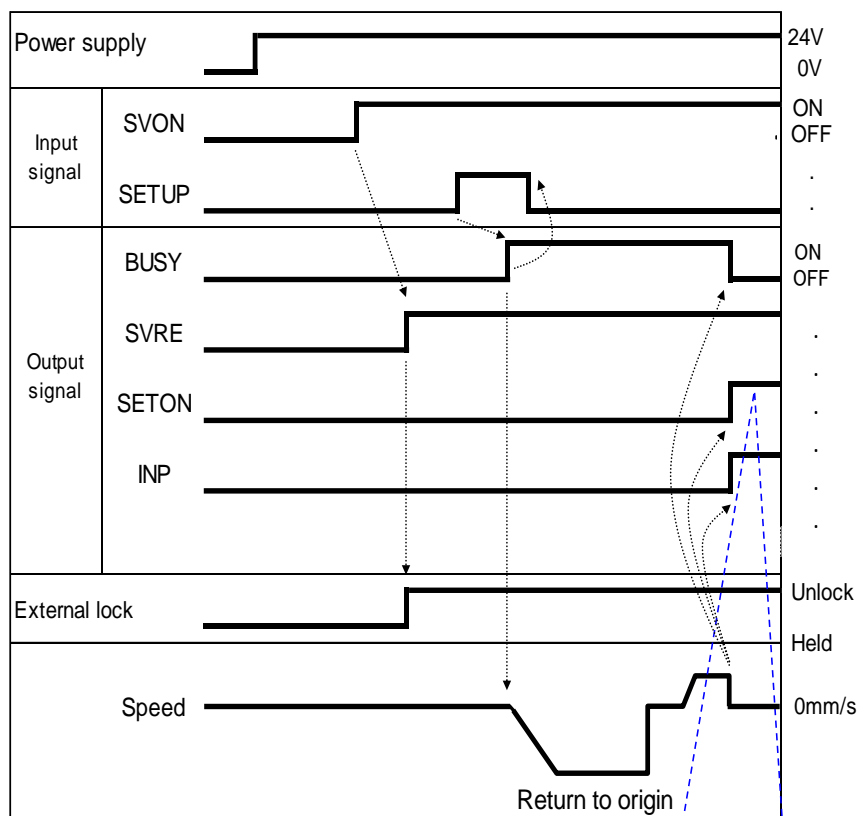 Power supply
24V
0V
Input
signal
SVON
ON
OFF
SETUP
Output
signal
BUSY
ON
OFF
SVRE
SETON
INP
External lock
Unlock
Held
Speed
0mm/s
Return to origin